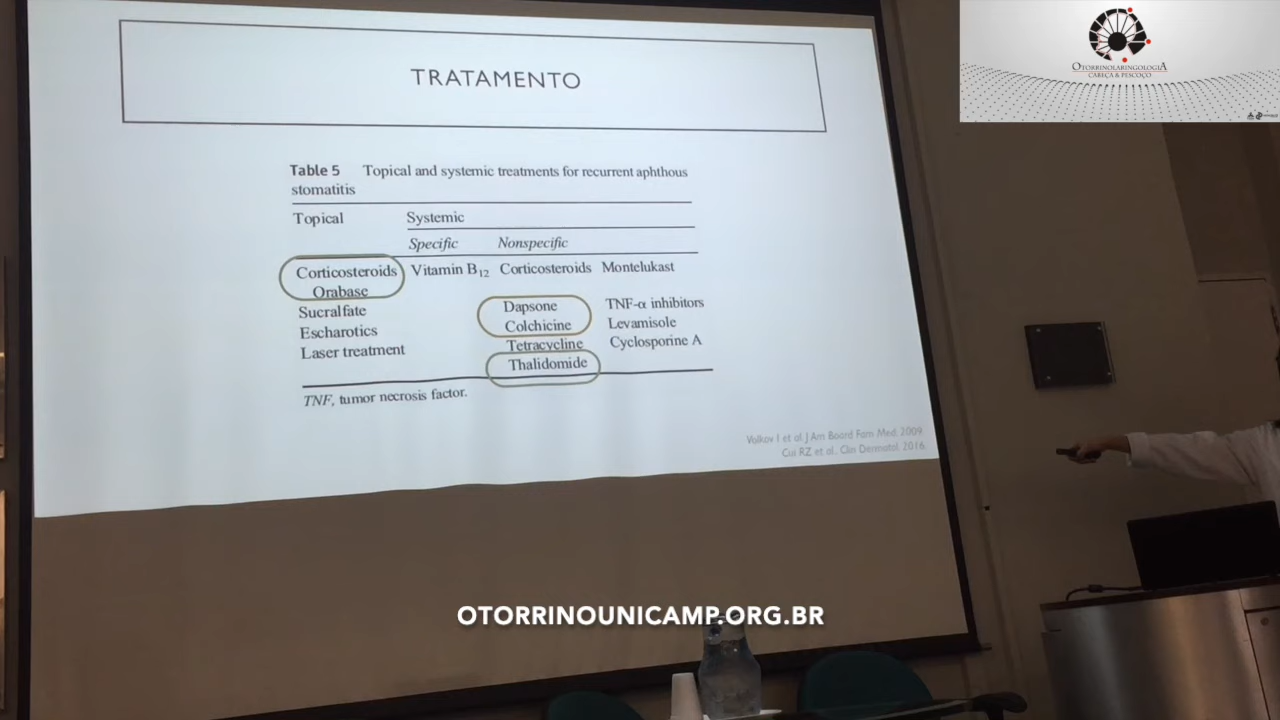 TRATAMENTO
Table 5 Topical and systemic treatments for recurrent aphthous
stomatitis
Topical Systemic
Specific Nonspecific
Corticosteroids Vitamin B12 Corticosteroids Montelukast
Orabase
Sucralfate Dapsone TNF-α inhibitors
Escharotics Colchicine Levamisole
Laser treatment Tetracycline Cyclosporine A
Thalidomide
TNF, tumor necrosis factor.
Volkov I et al J Am Board Fam Med. 2009.
Cui RZ et al.. Clin Dermatol. 2016.
OTORRINOLARINGOLOGIA
CABEÇA & PESCOÇO
OTORRINOUNICAMP.ORG.BR